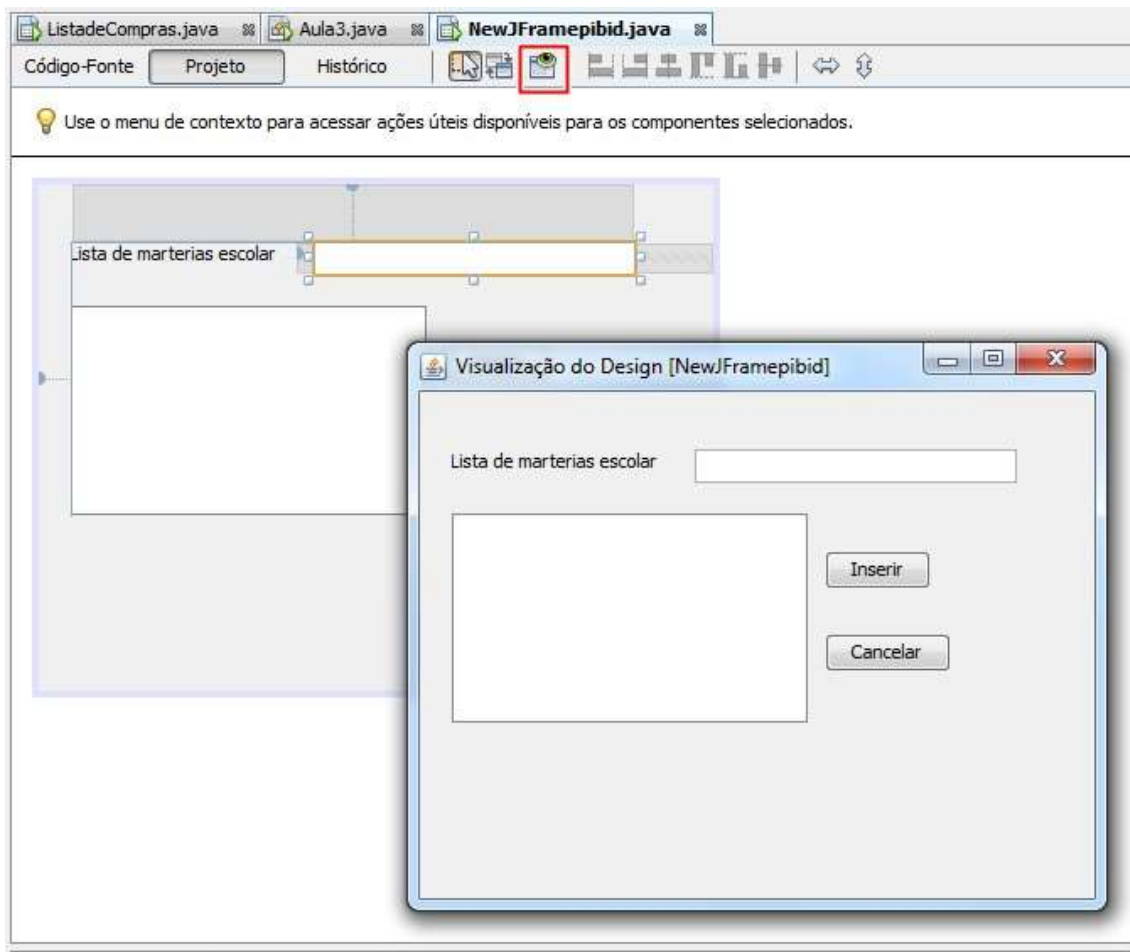 ListadeCompras.java Aula3.java NewJFramepibid.java
Código-Fonte Projeto Histórico
Use o menu de contexto para acessar ações úteis disponíveis para os componentes selecionados.
Lista de marterias escolar
Visualização do Design [NewJFramepibid]
Lista de marterias escolar
Inserir
Cancelar